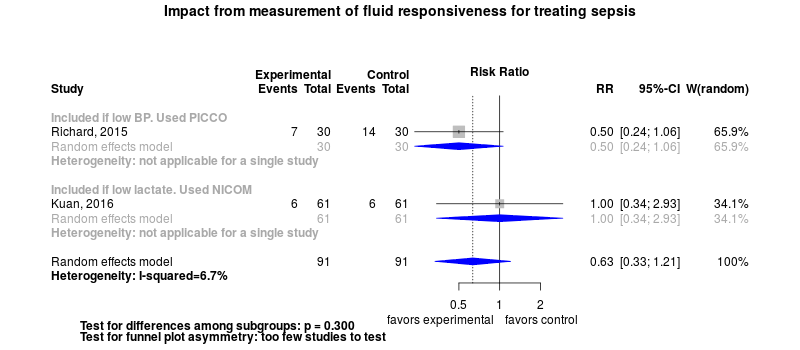 Impact from measurement of fluid responsiveness for treating sepsis
Experimental Control Risk Ratio
Study Events Total Events Total RR 95%-CI W(random)
Included if low BP. Used PICCO
Richard, 2015 7 30 14 30 0.50 [0.24; 1.06] 65.9%
Random effects model 30 30 0.50 [0.24; 1.06] 65.9%
Heterogeneity: not applicable for a single study
Included if low lactate. Used NICOM
Kuan, 2016 6 61 6 61 1.00 [0.34; 2.93] 34.1%
Random effects model 61 61 1.00 [0.34; 2.93] 34.1%
Heterogeneity: not applicable for a single study
Random effects model 91 91 0.63 [0.33; 1.21] 100%
Heterogeneity: I-squared=6.7%
0.5 1 2
favors experimental favors control
Test for differences among subgroups: p = 0.300
Test for funnel plot asymmetry: too few studies to test